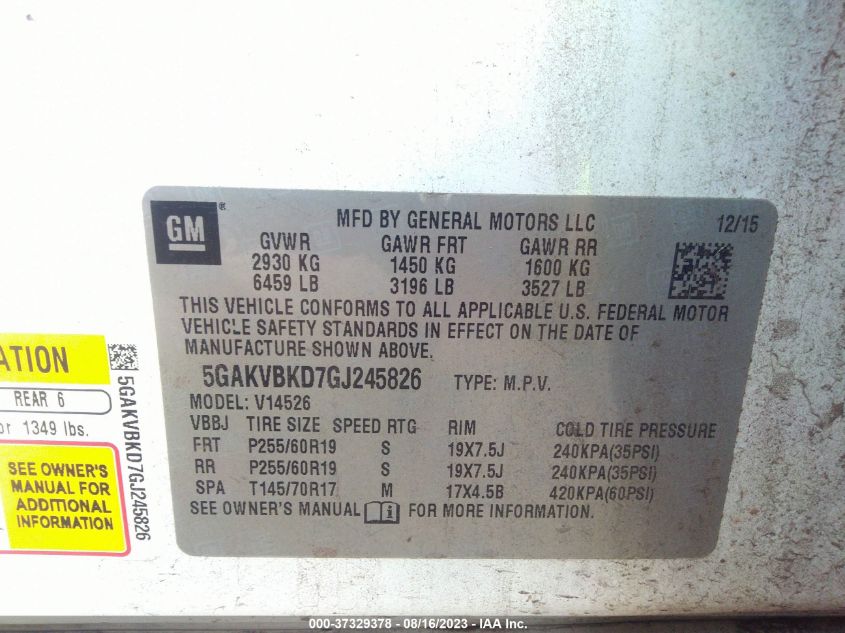 GM®
MFD BY GENERAL MOTORS LLC 12/15
GVWR GAWR FRT GAWR RR
2930 KG 1450 KG 1600 KG
6459 LB 3196 LB 3527 LB
THIS VEHICLE CONFORMS TO ALL APPLICABLE U.S. FEDERAL MOTOR
VEHICLE SAFETY STANDARDS IN EFFECT ON THE DATE OF
MANUFACTURE SHOWN ABOVE.
5GAKVBKD7GJ245826 TYPE: M.P.V.
MODEL: V14526
VBBJ TIRE SIZE SPEED RTG RIM COLD TIRE PRESSURE
FRT P255/60R19 S 19X7.5J 240KPA(35PSI)
RR P255/60R19 S 19X7.5J 240KPA(35PSI)
SPA T145/70R17 M 17X4.5B 420KPA(60PSI)
SEE OWNER'S MANUAL FOR MORE INFORMATION.
ATION
REAR 6
or 1349 lbs.
SEE OWNER'S
MANUAL FOR
ADDITIONAL
INFORMATION
5GAKVBKD7GJ245826
000-37329378 - 08/16/2023 - IAA Inc.